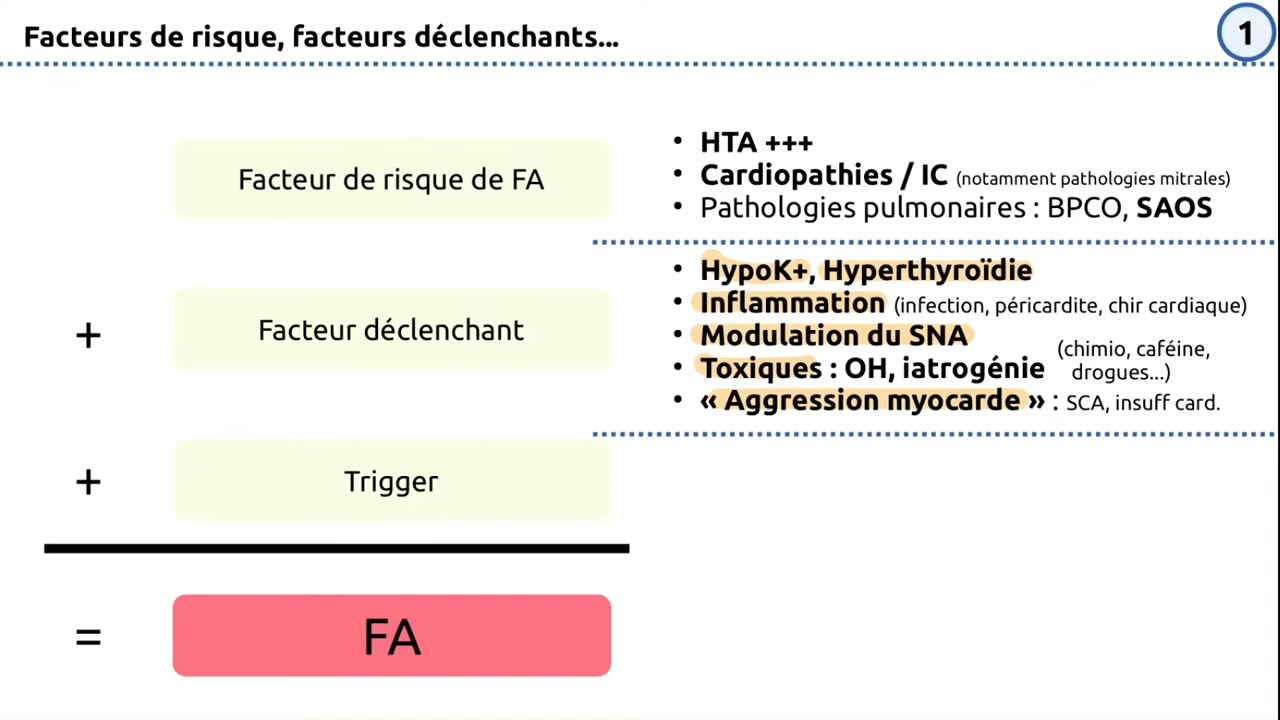 Facteurs de risque, facteurs déclenchants...
1
Facteur de risque de FA
• HTA +++
• Cardiopathies / IC (notamment pathologies mitrales)
• Pathologies pulmonaires : BPCO, SAOS
+
Facteur déclenchant
• HypoK+, Hyperthyroïdie
• Inflammation (infection, péricardite, chir cardiaque)
• Modulation du SNA
• Toxiques : OH, iatrogénie (chimio, caféine,
drogues...)
• « Aggression myocarde » : SCA, insuff card.
+
Trigger
=
FA